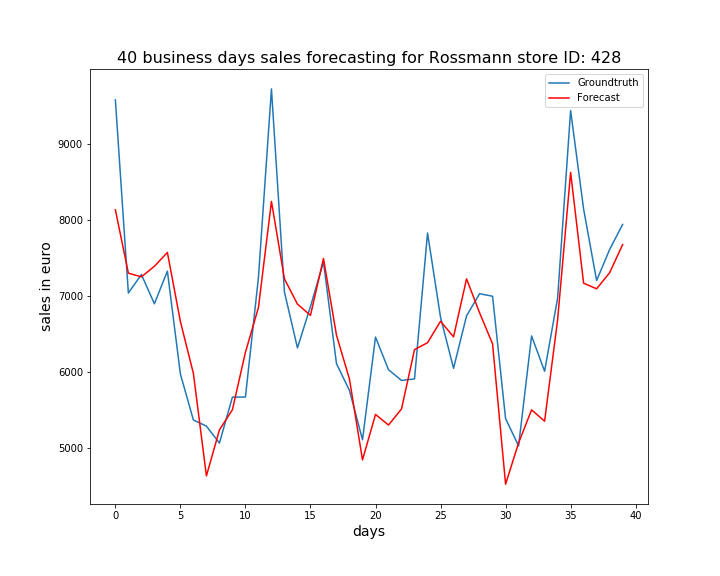 40 business days sales forecasting for Rossmann store ID: 428
Groundtruth
Forecast
9000
8000
7000
6000
5000
sales in euro
0 5 10 15 20 25 30 35 40
days